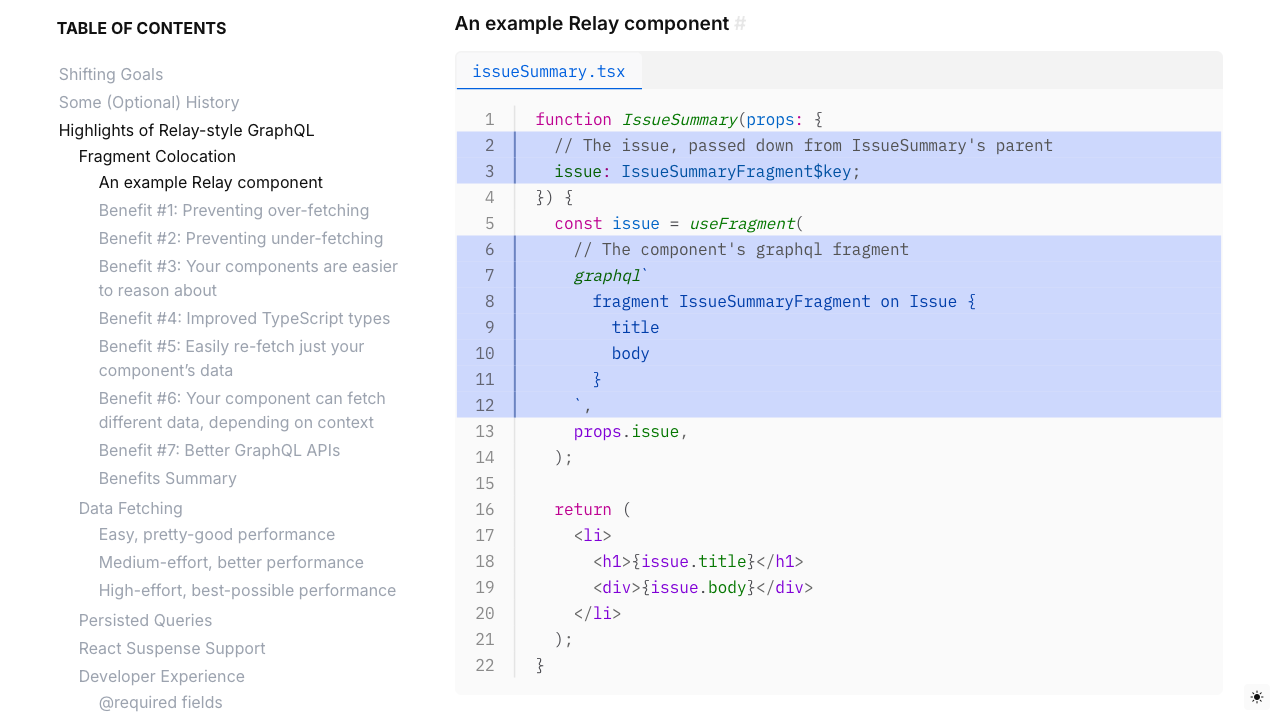 TABLE OF CONTENTS
Shifting Goals
Some (Optional) History
Highlights of Relay-style GraphQL
Fragment Colocation
An example Relay component
Benefit #1: Preventing over-fetching
Benefit #2: Preventing under-fetching
Benefit #3: Your components are easier
to reason about
Benefit #4: Improved TypeScript types
Benefit #5: Easily re-fetch just your
component’s data
Benefit #6: Your component can fetch
different data, depending on context
Benefit #7: Better GraphQL APIs
Benefits Summary
Data Fetching
Easy, pretty-good performance
Medium-effort, better performance
High-effort, best-possible performance
Persisted Queries
React Suspense Support
Developer Experience
@required fields
An example Relay component #
issueSummary.tsx
1 function IssueSummary(props: {
2   // The issue, passed down from IssueSummary's parent
3   issue: IssueSummaryFragment$key;
4 }) {
5   const issue = useFragment(
6     // The component's graphql fragment
7     graphql`
8       fragment IssueSummaryFragment on Issue {
9         title
10         body
11       }
12     `,
13     props.issue,
14   );
15
16   return (
17     <li>
18       <h1>{issue.title}</h1>
19       <div>{issue.body}</div>
20     </li>
21   );
22 }